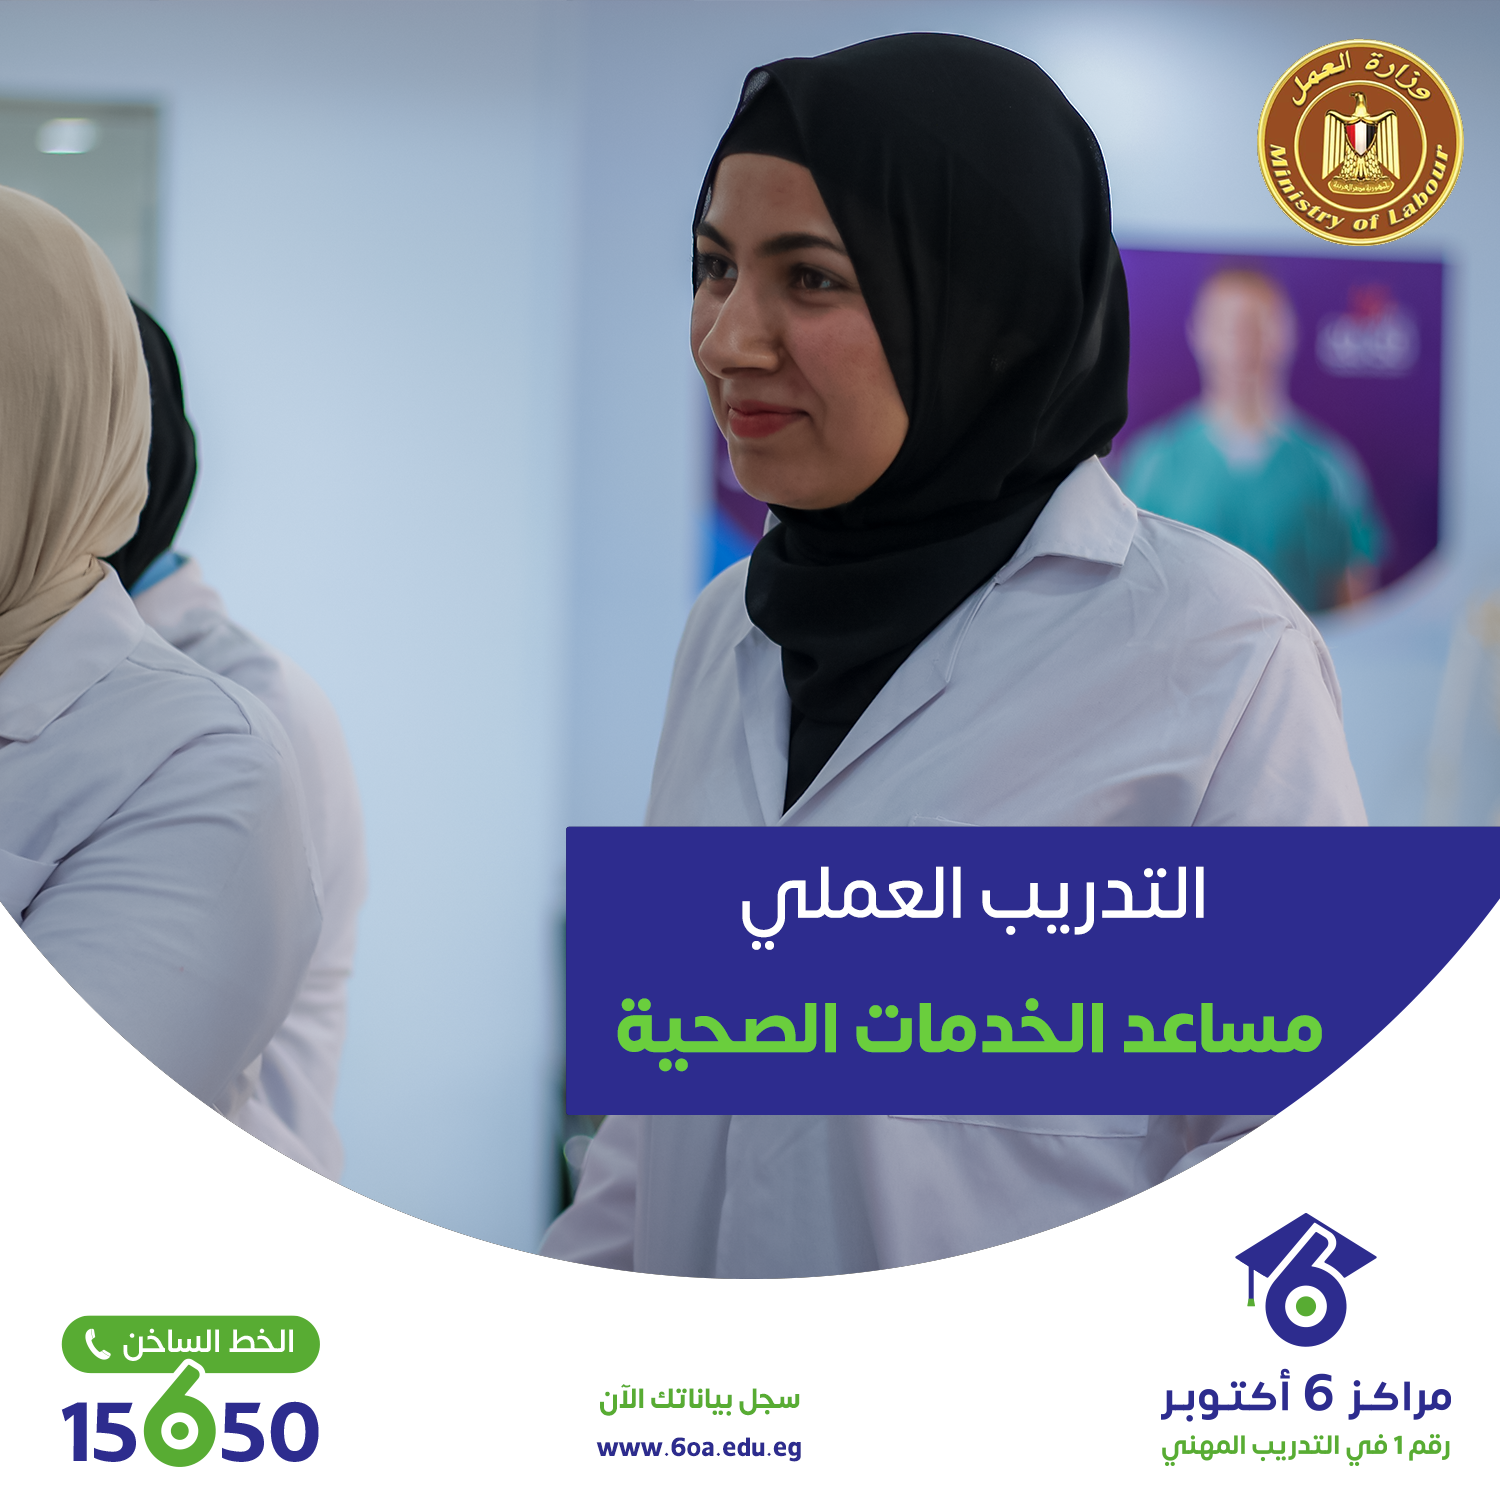 وزارة العمل
Ministry of Labour
التدريب العملي
مساعد الخدمات الصحية
الخط الساخن
15650
سجل بياناتك الآن
www.6oa.edu.eg
6
مراكز 6 أكتوبر
رقم 1 في التدريب المهني